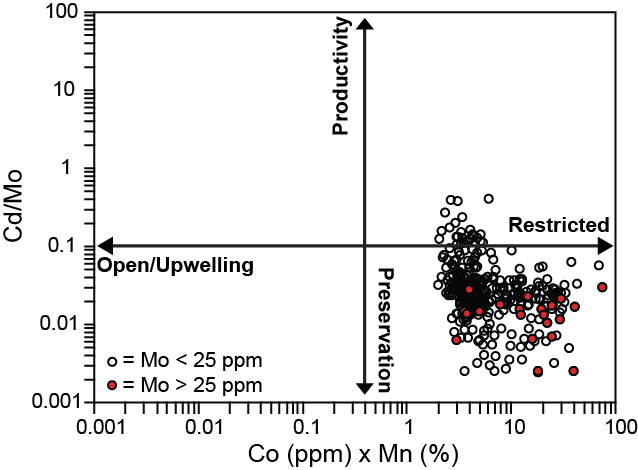 100
10
1
0.1
0.01
0.001
Cd/Mo
Productivity
Preservation
Restricted
Open/Upwelling
= Mo < 25 ppm
= Mo > 25 ppm
0.001 0.01 0.1 1 10 100
Co (ppm) x Mn (%)